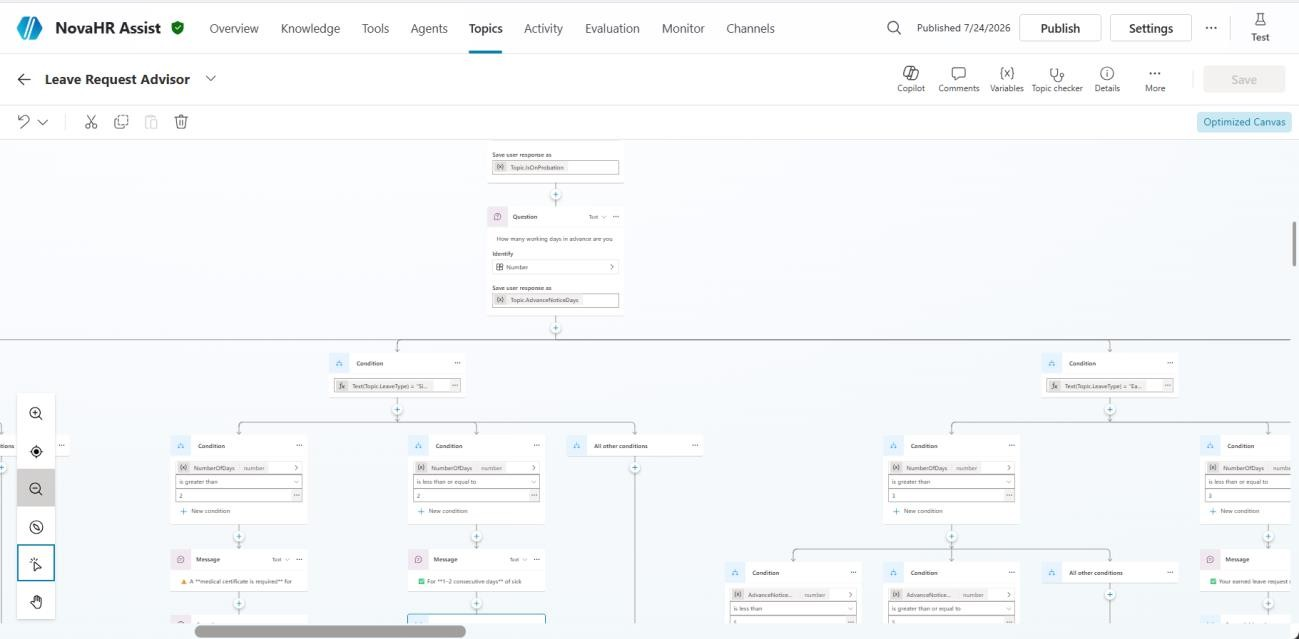 NovaHR Assist
Overview
Knowledge
Tools
Agents
Topics
Activity
Evaluation
Monitor
Channels
Published 7/24/2026
Publish
Settings
Test
Leave Request Advisor
Copilot
Comments
{x} Variables
Topic checker
Details
More
Save
Optimized Canvas
Save user response as
{x} Topic.IsOnProbation
Question
Text
How many working days in advance are you
Identify
Number
Save user response as
{x} Topic.AdvanceNoticeDays
Condition
Condition
fx Text(Topic.LeaveType) = "Si...
fx Text(Topic.LeaveType) = "Ea...
Condition
Condition
All other conditions
Condition
Condition
{x} NumberOfDays number
{x} NumberOfDays number
{x} NumberOfDays number
{x} NumberOfDays
is greater than
is less than or equal to
is greater than
is less than or equal to
2
2
3
3
New condition
New condition
New condition
New condition
Message Text
Message Text
Message
A **medical certificate is required** for
For **1–2 consecutive days** of sick
Your earned leave request
Condition
Condition
All other conditions
{x} AdvanceNotice... number
{x} AdvanceNotice... number
is less than
is greater than or equal to